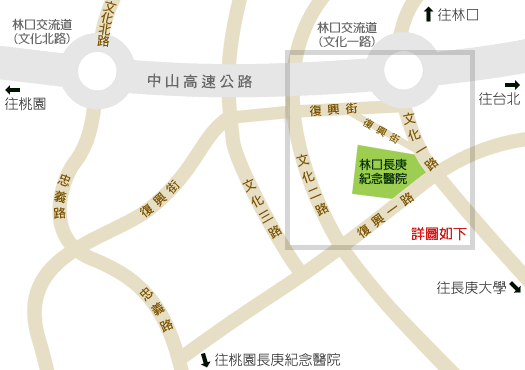 往林口
林口交流道
(文化北路)
文化北路
林口交流道
(文化一路)
中山高速公路
往桃園
往台北
復興街
復興街
文化一路
林口長庚
紀念醫院
忠義路
復興街
文化三路
文化二路
復興一路
詳圖如下
忠義路
往長庚大學
往桃園長庚紀念醫院